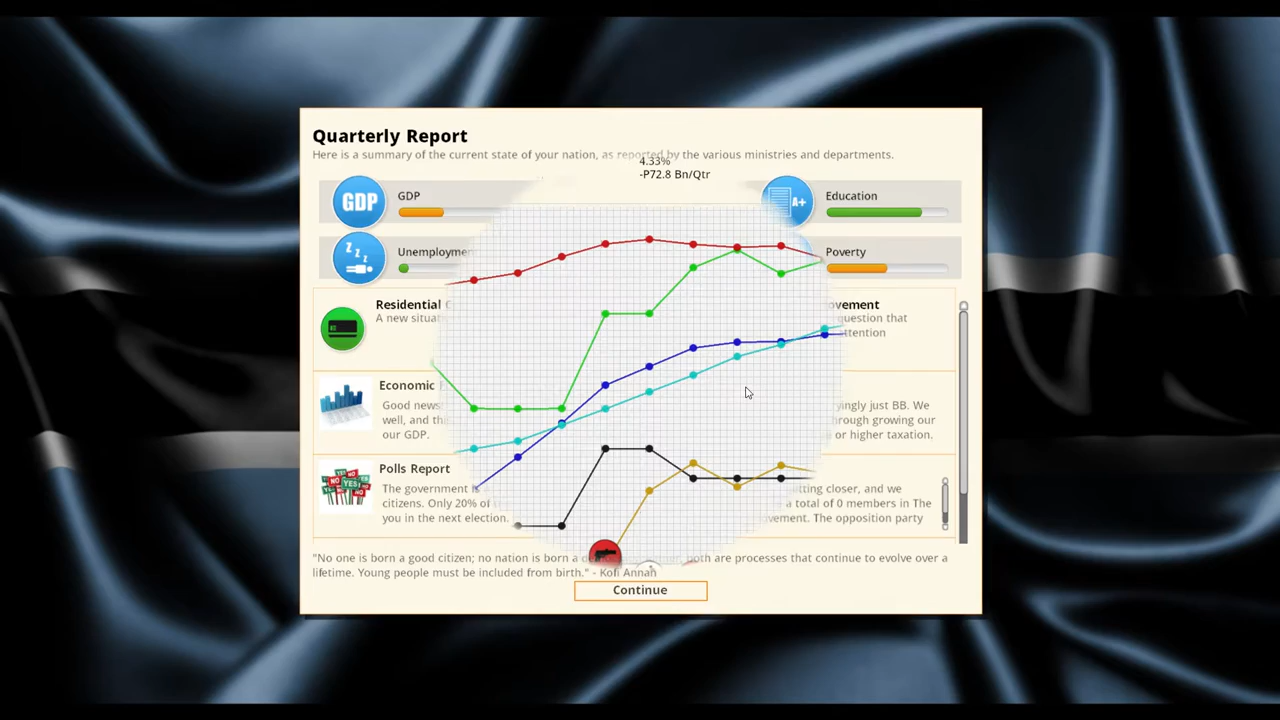 Quarterly Report
Here is a summary of the current state of your nation, as reported by the various ministries and departments.
4.33%
-P72.8 Bn/Qtr
GDP
GDP
A+
Education
Unemployme
Poverty
Residential
ovement
A new situa
question that
ttention
Economic
Good news
well, and th
our GDP.
ingly just BB. We
hrough growing our
or higher taxation.
Polls Report
The government
citizens. Only 20% of
you in the next election.
tting closer, and we
a total of 0 members in The
vement. The opposition party
"No one is born a good citizen; no nation is born a both are processes that continue to evolve over a
lifetime. Young people must be included from birth." - Kofi Annan
Continue